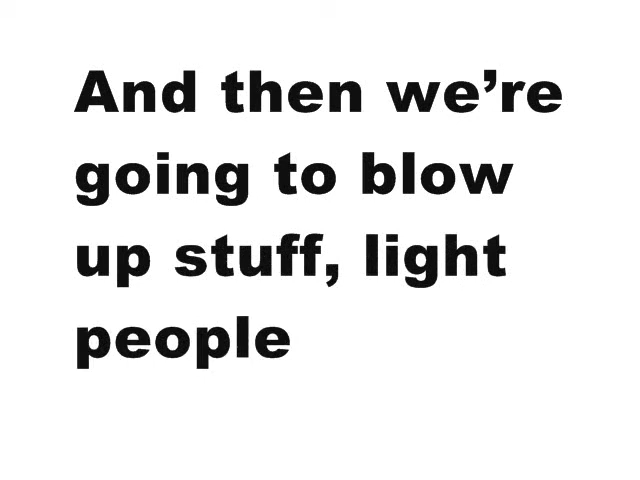 And then we’re
going to blow
up stuff, light
people